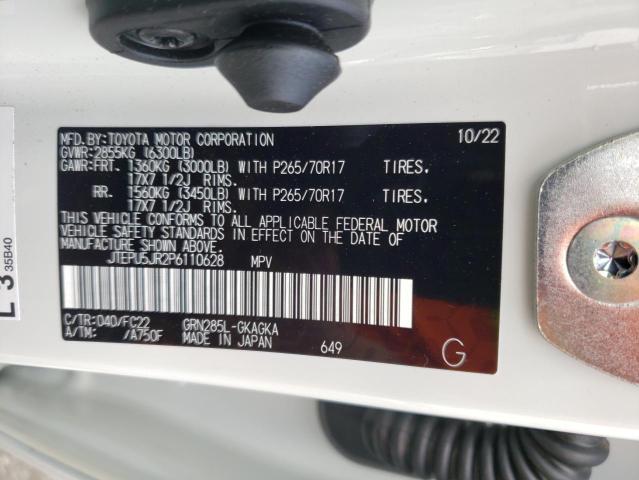 MFD.BY:TOYOTA MOTOR CORPORATION 10/22
GVWR:2855KG (6300LB)
GAWR:FRT. 1360KG (3000LB) WITH P265/70R17 TIRES.
17X7 1/2J RIMS.
RR. 1560KG (3450LB) WITH P265/70R17 TIRES.
17X7 1/2J RIMS.
THIS VEHICLE CONFORMS TO ALL APPLICABLE FEDERAL MOTOR
VEHICLE SAFETY STANDARDS IN EFFECT ON THE DATE OF
MANUFACTURE SHOWN ABOVE.
JTEPU5JR2P6110628 MPV
C/TR:040/FC22 GRN285L-GKAGKA
A/TM: /A750F MADE IN JAPAN 649
G
L 3
35B40